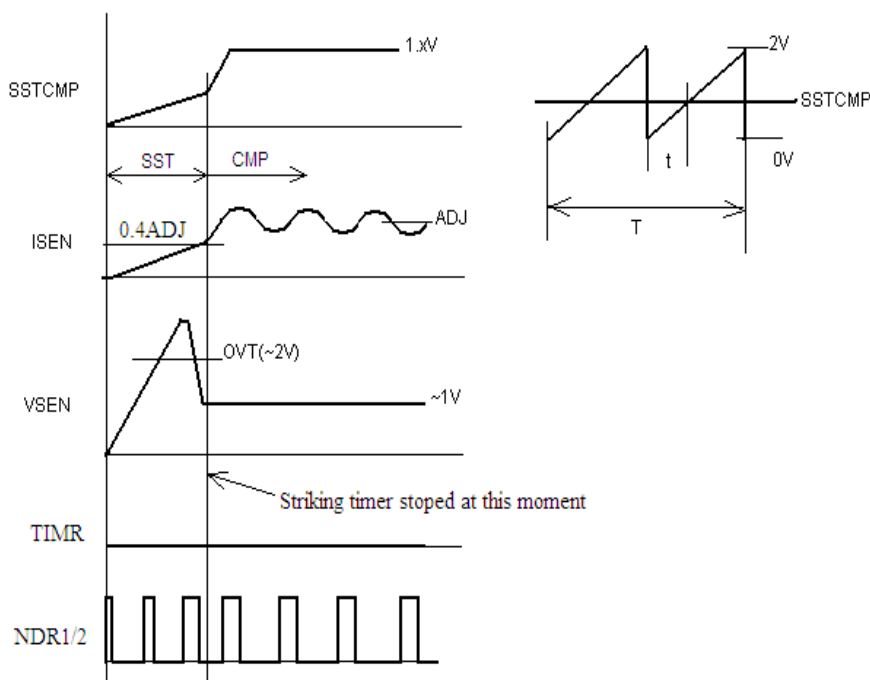 SSTCMP
1.xV
SST
CMP
ISEN
0.4ADJ
ADJ
VSEN
OVT(~2V)
~1V
Striking timer stoped at this moment
TIMR
NDR1/2
2V
SSTCMP
t
0V
T